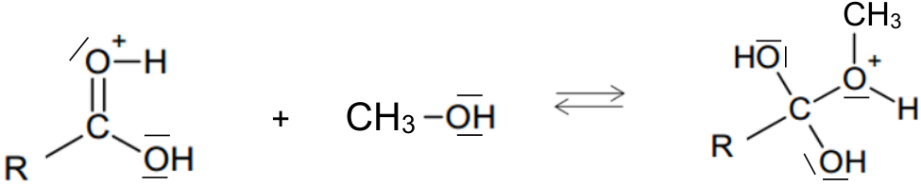 CH3
O+–H
HO
O+
C
+
CH3–OH
C
H
R
OH
R
OH